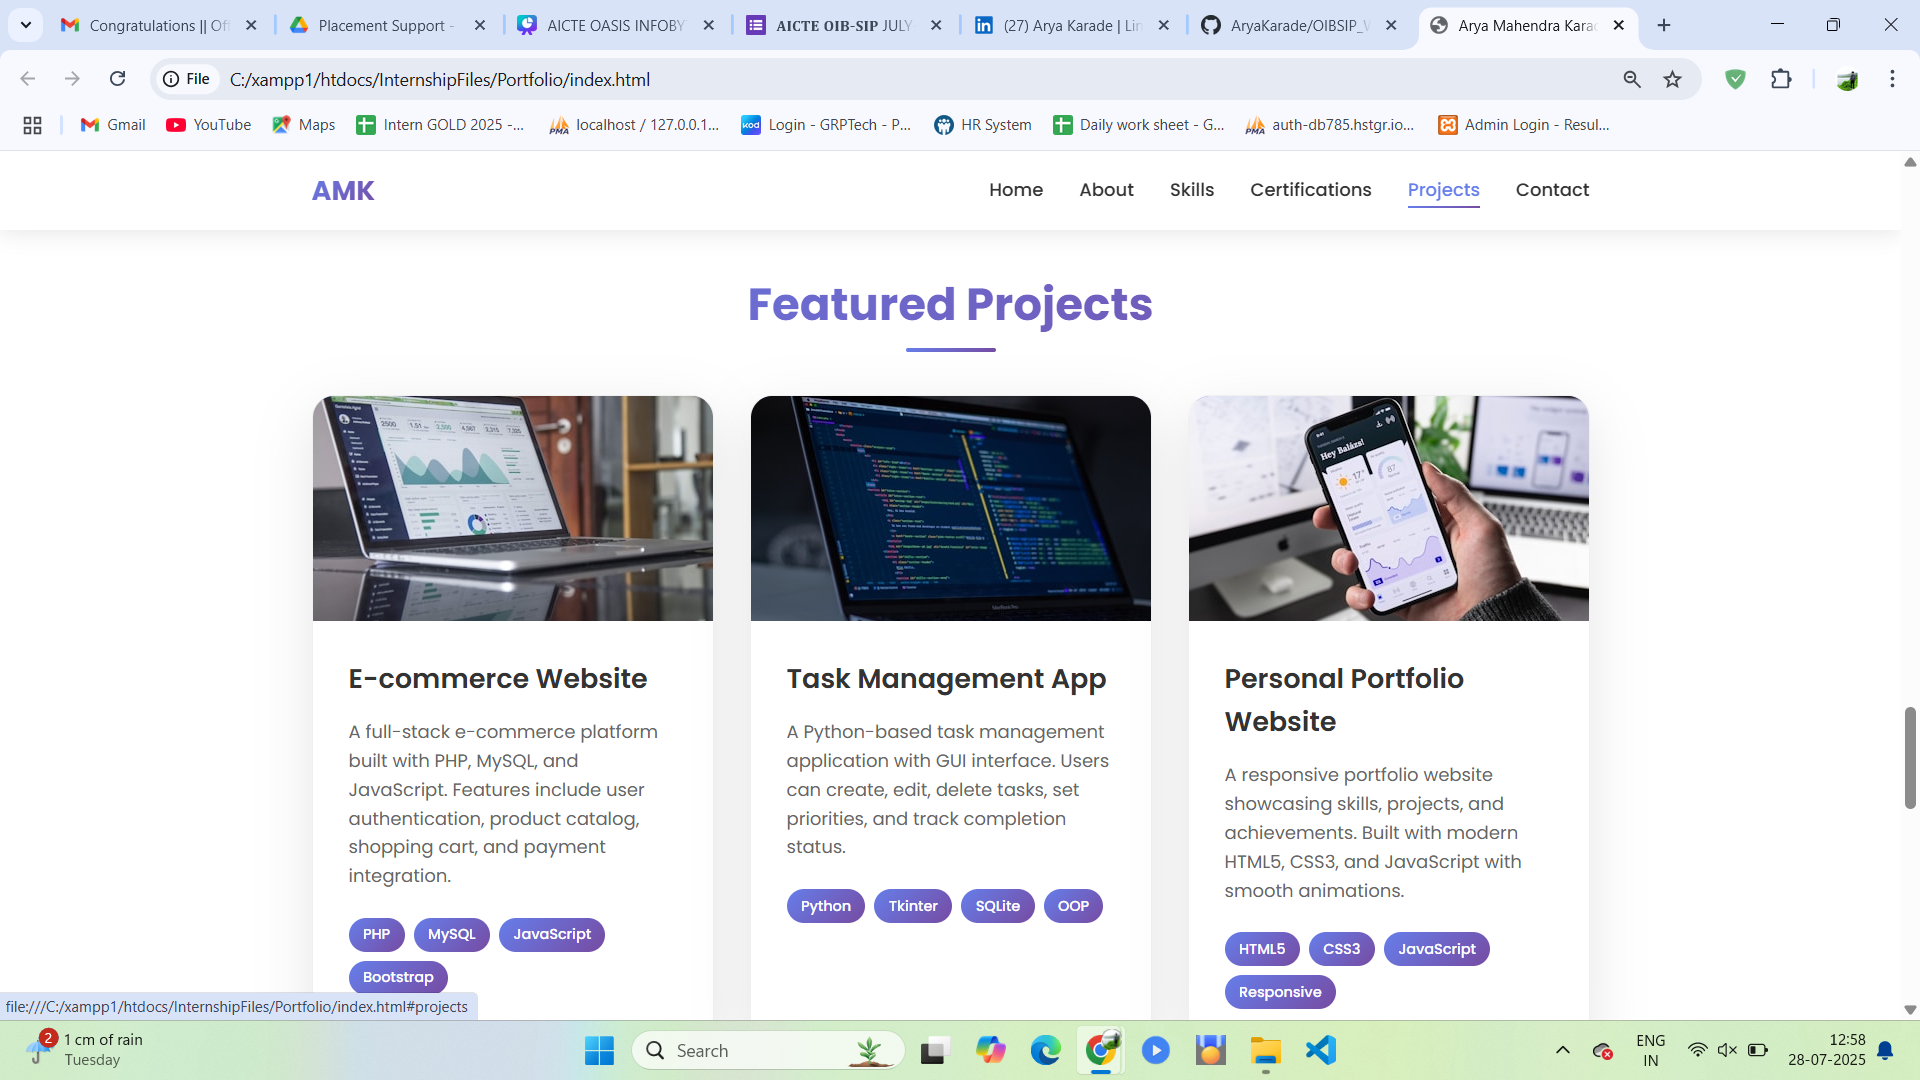 Congratulations || Of
Placement Support -
AICTE OASIS INFOBY
AICTE OIB-SIP JULY
(27) Arya Karade | Lin
AryaKarade/OIBSIP_W
Arya Mahendra Karac
File
C:/xampp1/htdocs/InternshipFiles/Portfolio/index.html
Gmail
YouTube
Maps
Intern GOLD 2025 -...
localhost / 127.0.0.1...
Login - GRPTech - P...
HR System
Daily work sheet - G...
auth-db785.hstgr.io...
Admin Login - Resul...
AMK
Home
About
Skills
Certifications
Projects
Contact
Featured Projects
Hey Balázs!
E-commerce Website
A full-stack e-commerce platform
built with PHP, MySQL, and
JavaScript. Features include user
authentication, product catalog,
shopping cart, and payment
integration.
PHP
MySQL
JavaScript
Bootstrap
Task Management App
A Python-based task management
application with GUI interface. Users
can create, edit, delete tasks, set
priorities, and track completion
status.
Python
Tkinter
SQLite
OOP
Personal Portfolio
Website
A responsive portfolio website
showcasing skills, projects, and
achievements. Built with modern
HTML5, CSS3, and JavaScript with
smooth animations.
HTML5
CSS3
JavaScript
Responsive
file:///C:/xampp1/htdocs/InternshipFiles/Portfolio/index.html#projects
2
1 cm of rain
Tuesday
Search
ENG
IN
12:58
28-07-2025